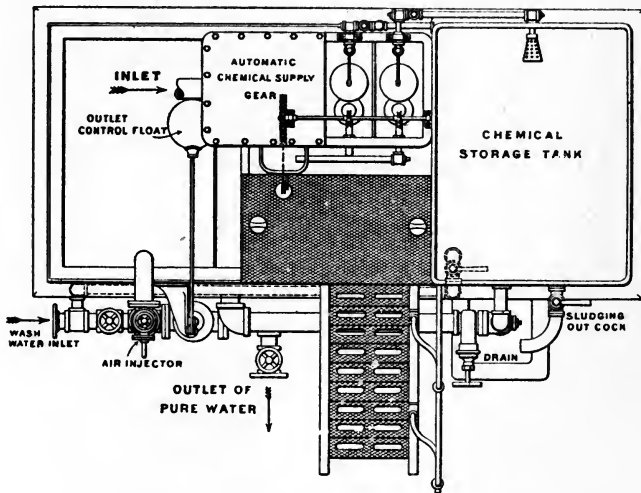 AUTOMATIC
CHEMICAL SUPPLY
GEAR
INLET
OUTLET
CONTROL FLOAT
CHEMICAL
STORAGE TANK
WASH
WATER INLET
AIR INJECTOR
OUTLET OF
PURE WATER
SLUDGING
OUT COCK
DRAIN